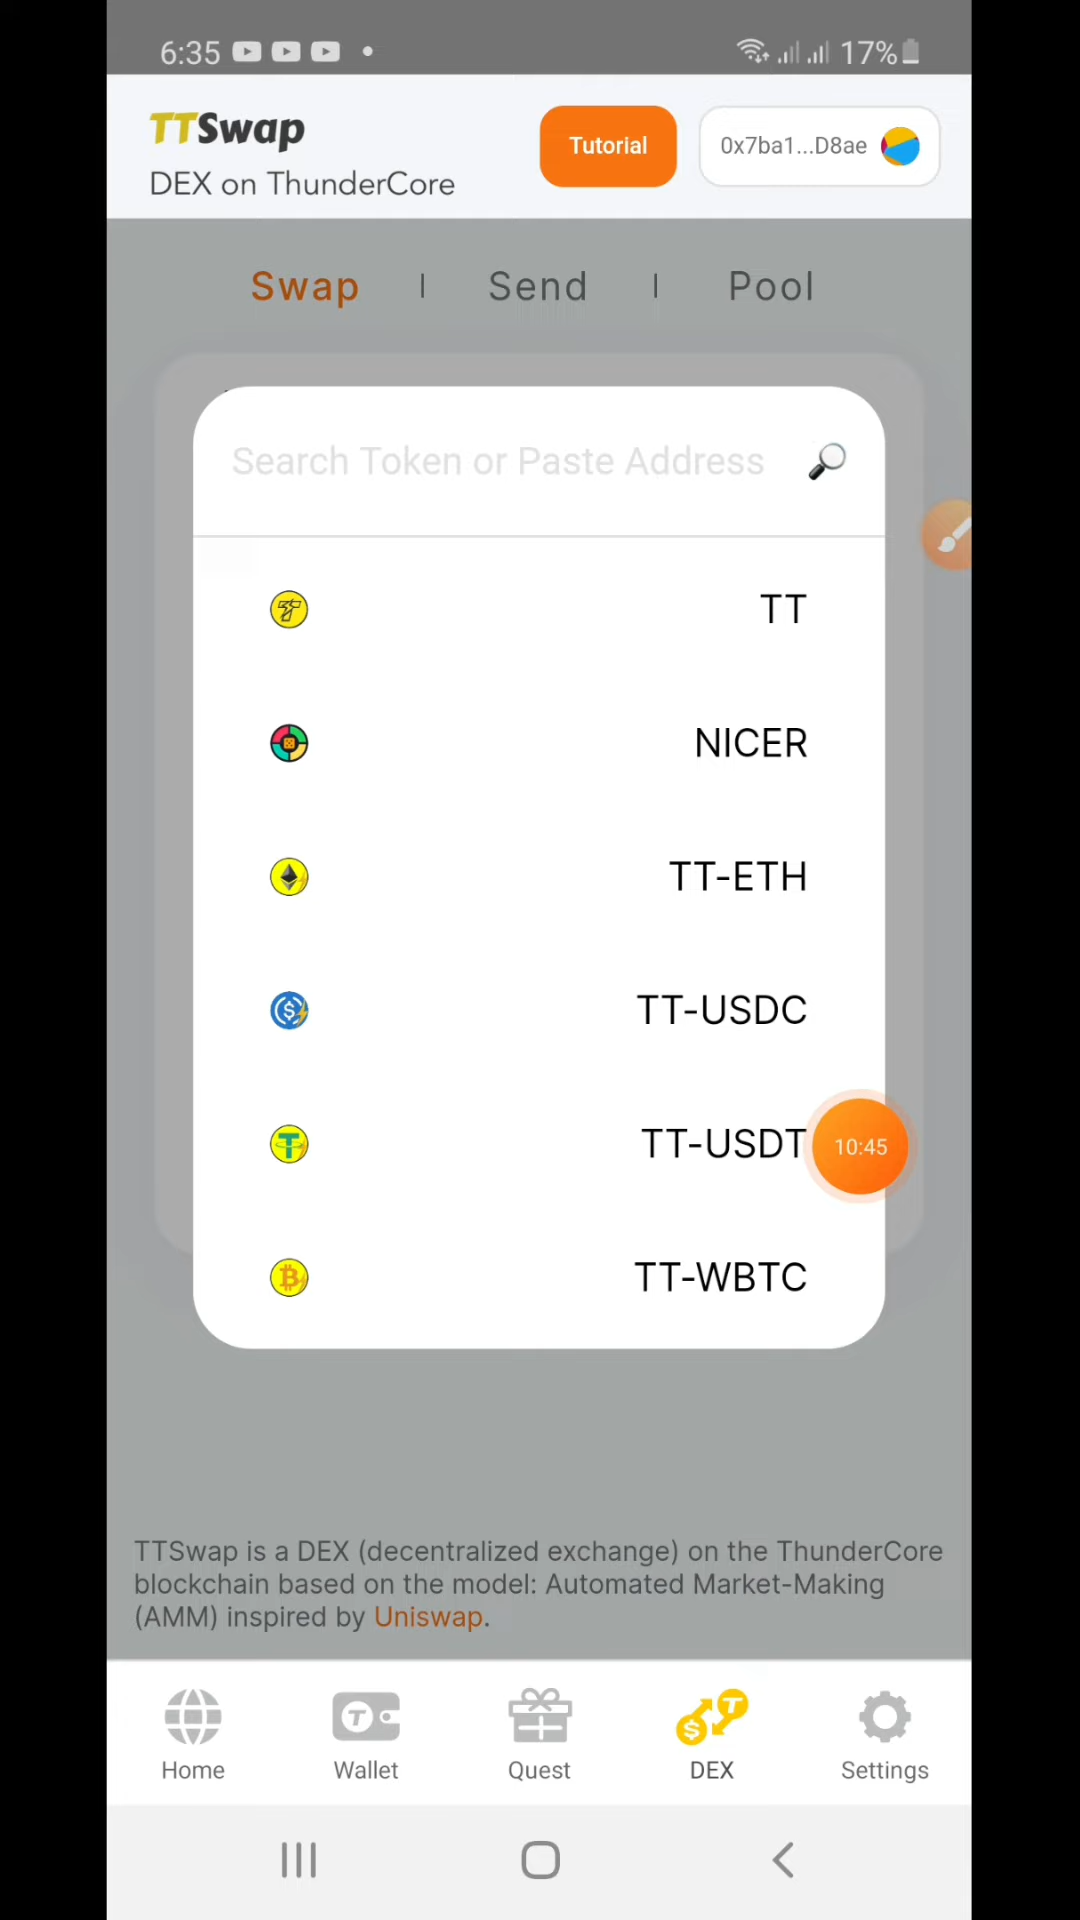 6:35
17%
TTSwap
DEX on ThunderCore
Tutorial
0x7ba1...D8ae
Swap | Send | Pool
Search Token or Paste Address
TT
NICER
TT-ETH
TT-USDC
TT-USDT
10:45
TT-WBTC
TTSwap is a DEX (decentralized exchange) on the ThunderCore
blockchain based on the model: Automated Market-Making
(AMM) inspired by Uniswap.
Home
Wallet
Quest
DEX
Settings